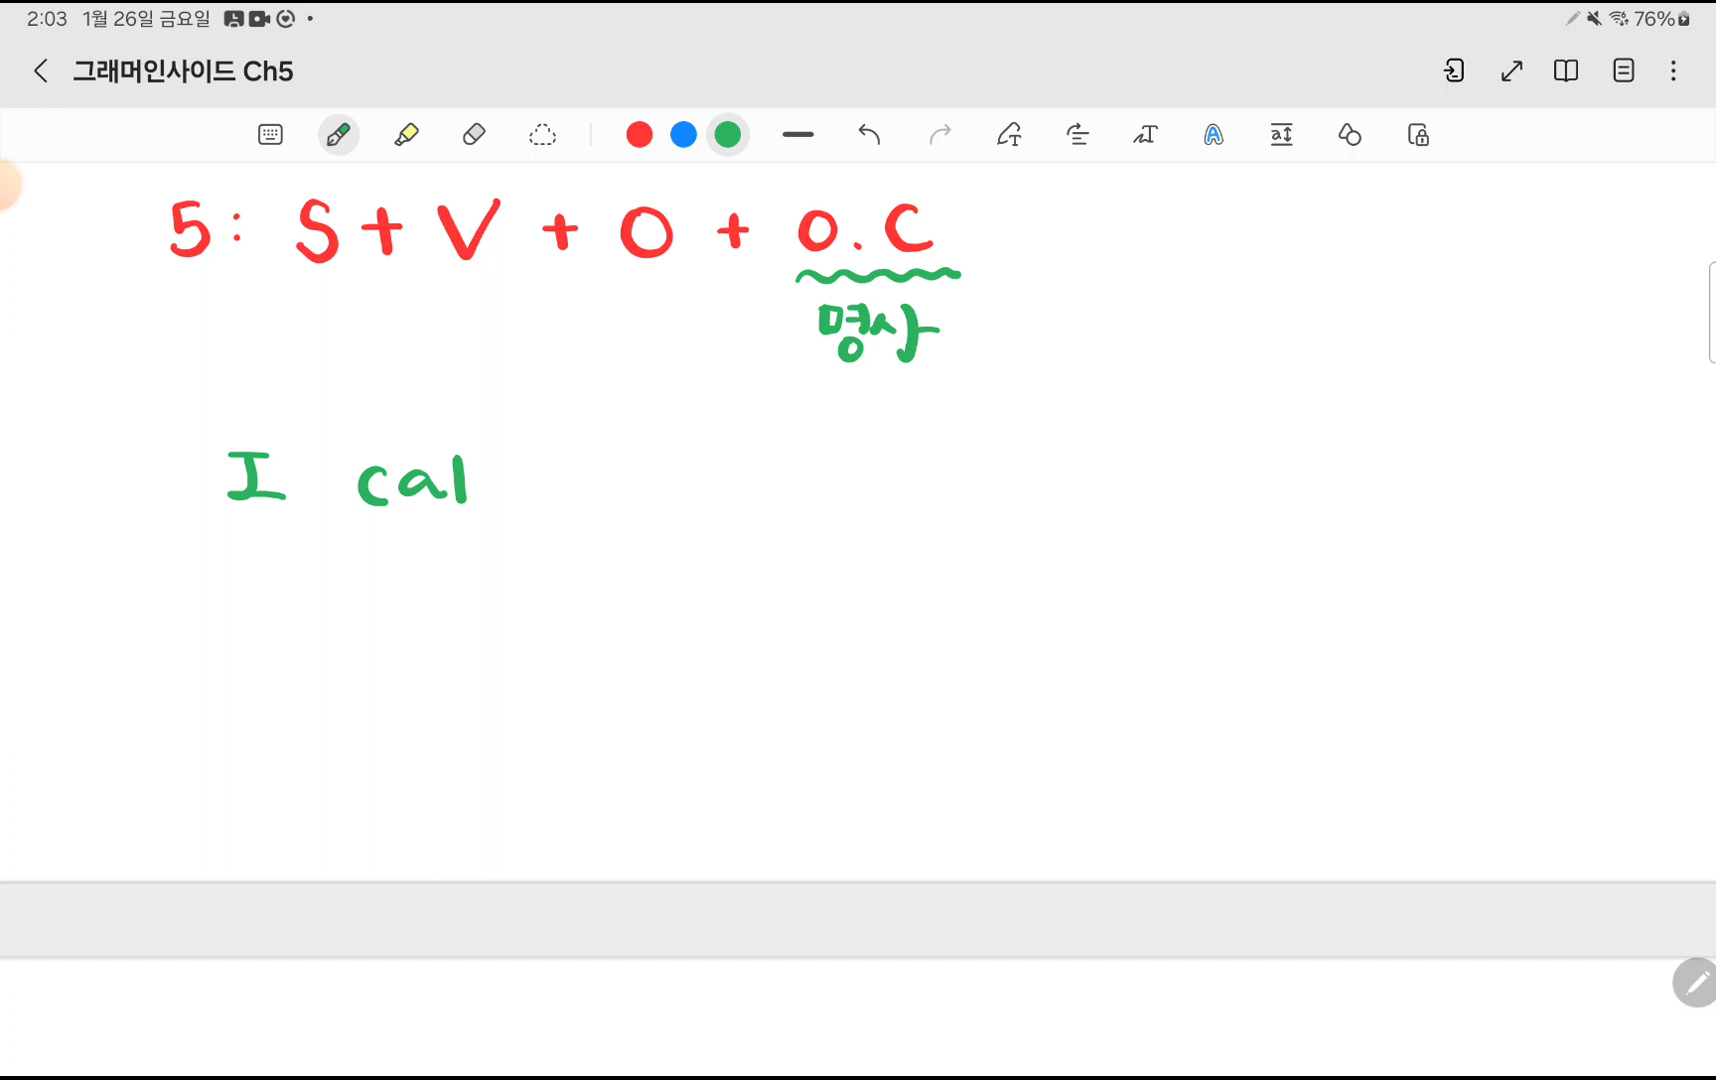 2:03 1월 26일 금요일
76%
그래머인사이드 Ch5
5: S + V + O + O.C
명사
I cal